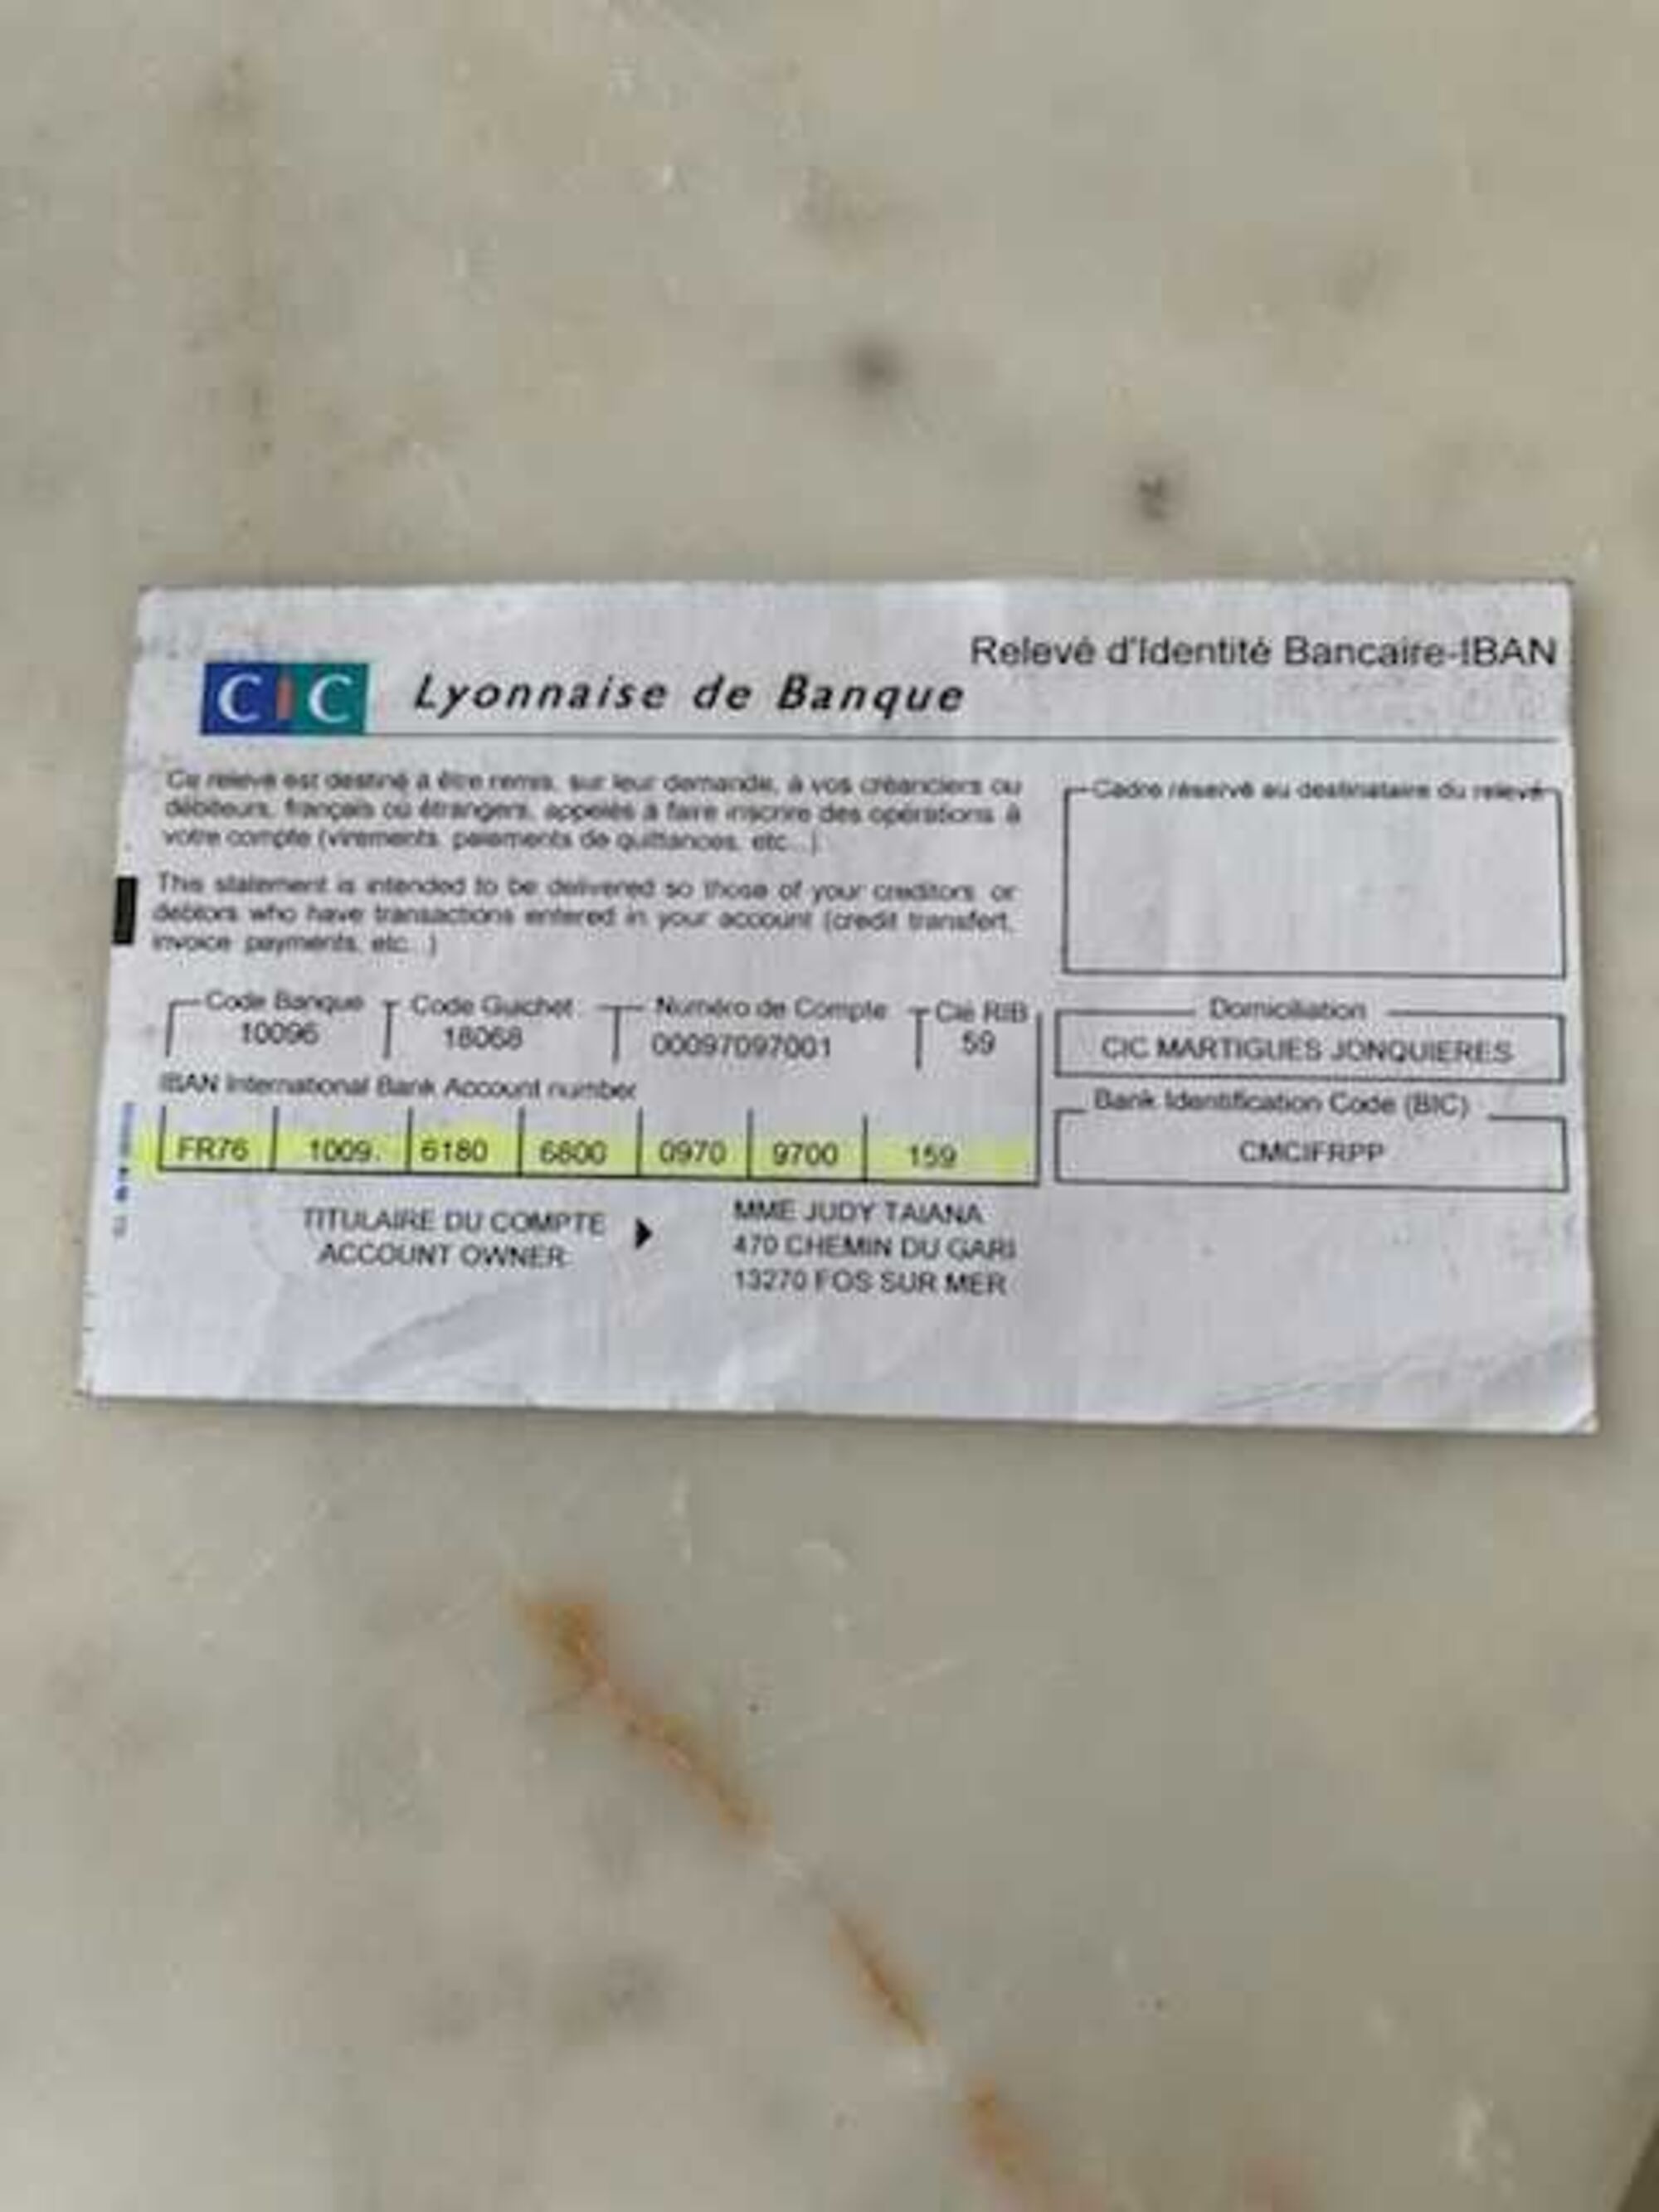 Relevé d'Identité Bancaire-IBAN
CIC Lyonnaise de Banque
Ce relevé est destiné à être remis, sur leur demande, à vos créanciers ou
débiteurs, français ou étrangers, appelés à faire inscrire des opérations à
votre compte (virements, paiements de quittances, etc...)
This statement is intended to be delivered so those of your creditors or
debtors who have transactions entered in your account (credit transfert,
invoice payments, etc...)
Cadre réservé au destinataire du relevé
Code Banque Code Guichet Numéro de Compte Clé RIB
10096 18068 00097097001 59
Domiciliation
CIC MARTIGUES JONQUIERES
IBAN International Bank Account number
FR76 1009. 6180 6800 0970 9700 159
Bank Identification Code (BIC)
CMCIFRPP
TITULAIRE DU COMPTE
ACCOUNT OWNER
MME JUDY TAIANA
470 CHEMIN DU GARI
13270 FOS SUR MER